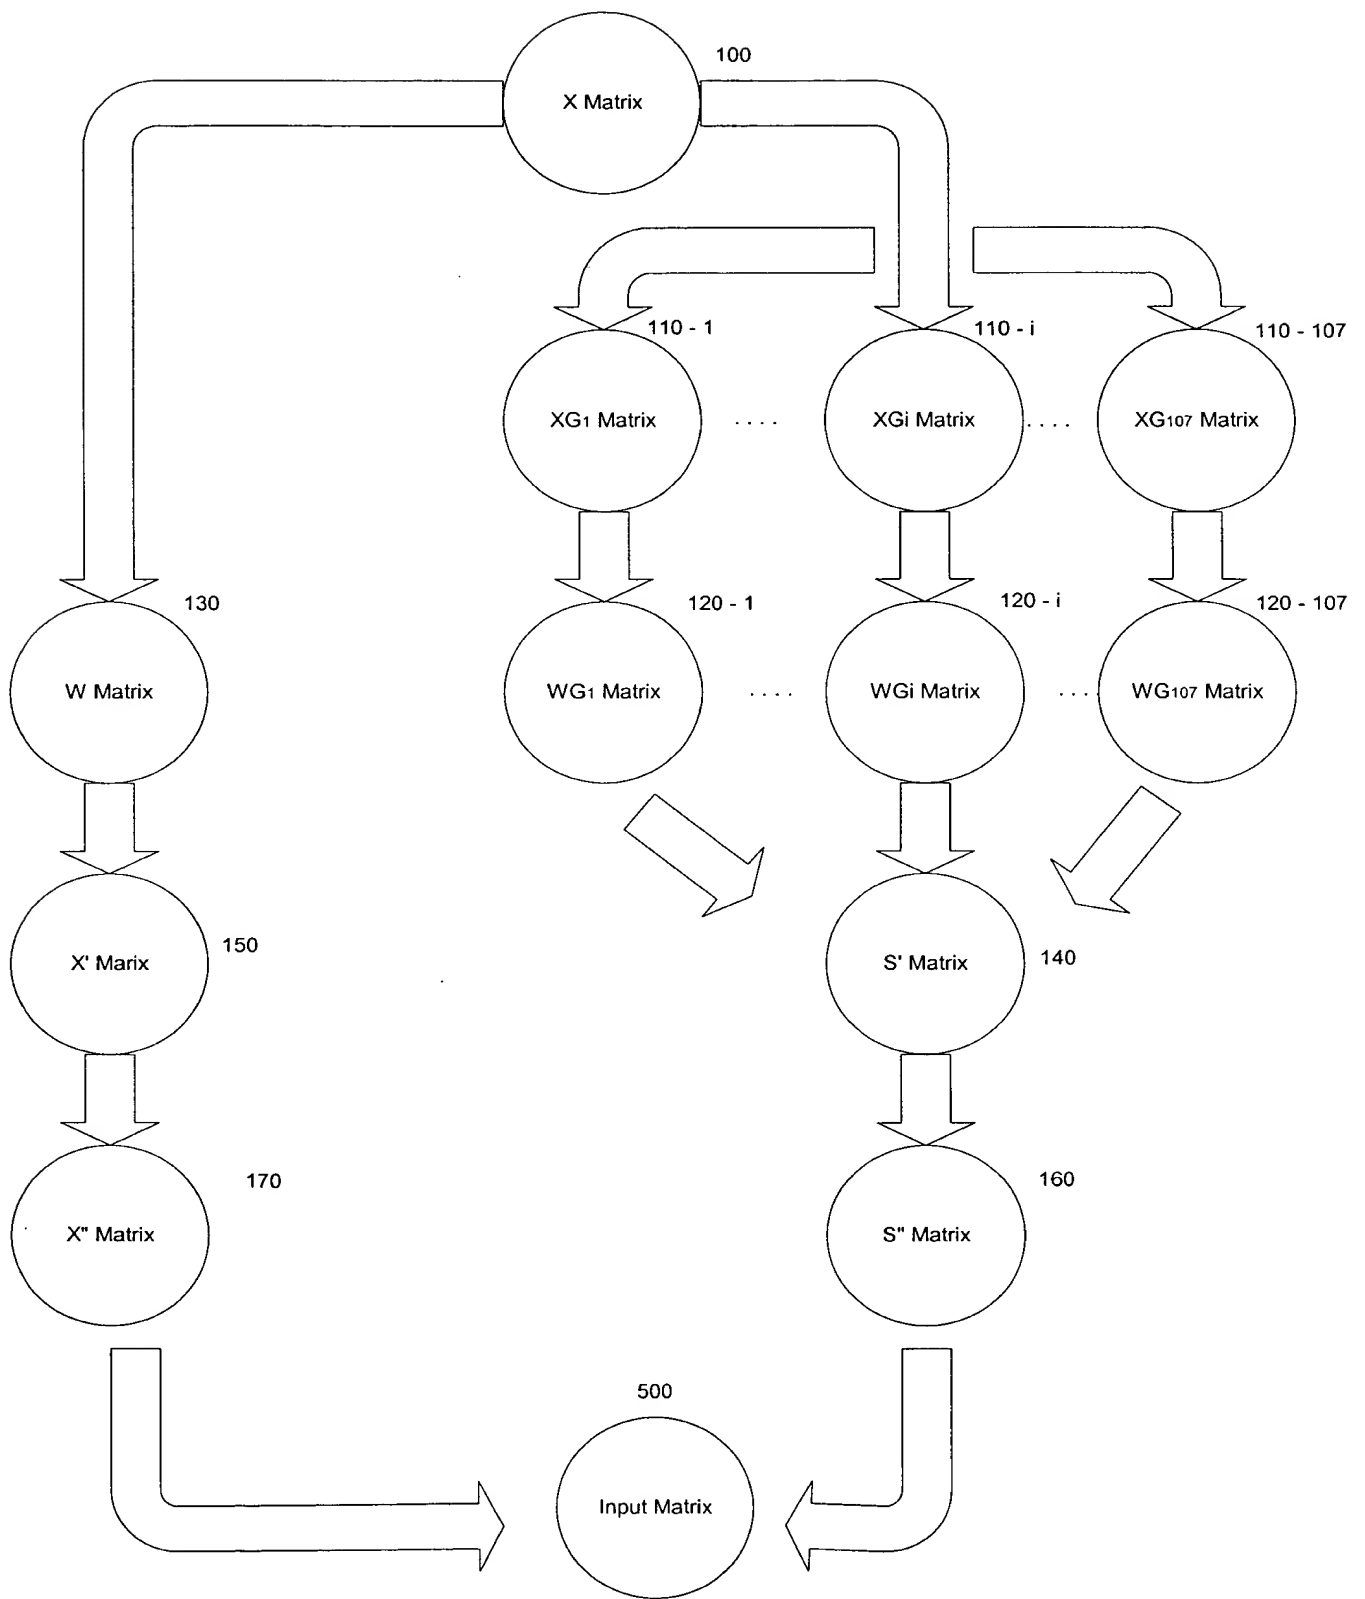 100
X Matrix
110 - 1
110 - i
110 - 107
XG1 Matrix
. . . .
XGi Matrix
. . . .
XG107 Matrix
130
120 - 1
120 - i
120 - 107
W Matrix
WG1 Matrix
. . . .
WGi Matrix
. . . .
WG107 Matrix
150
X' Marix
S' Matrix
140
170
160
X" Matrix
S" Matrix
500
Input Matrix